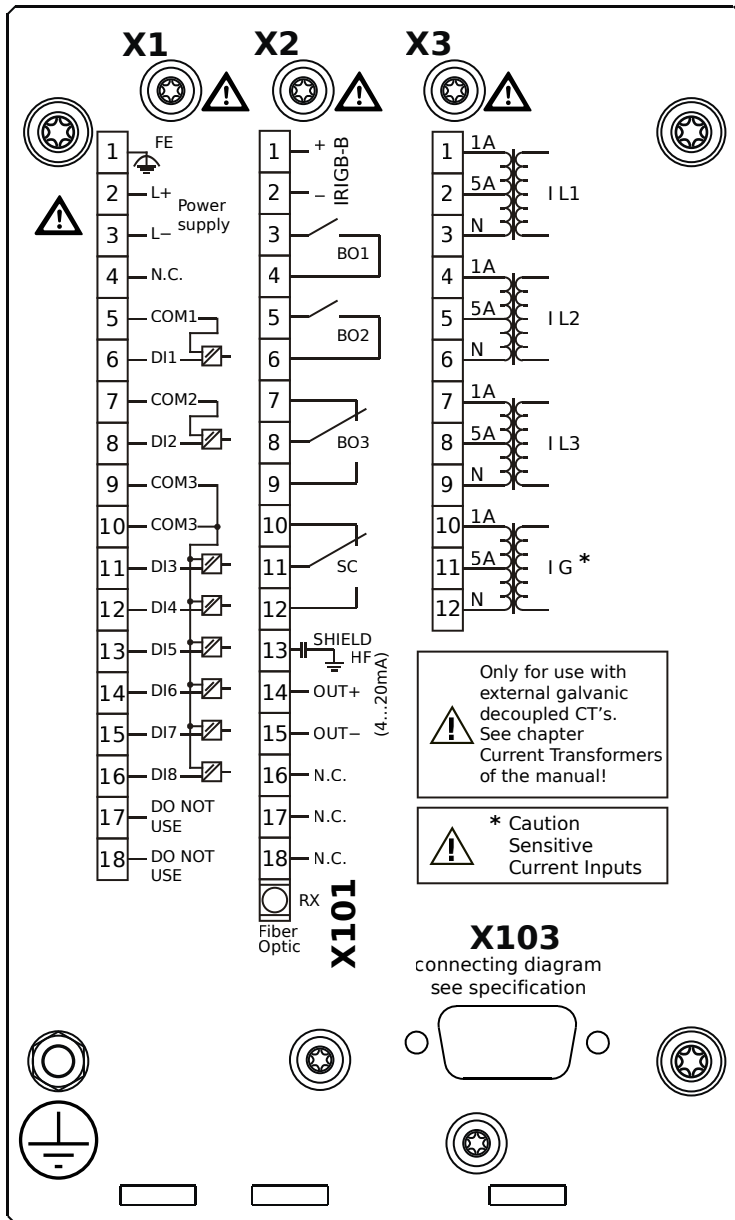 X1
X2
X3
1 FE
2 L+
Power
supply
3 L−
4 N.C.
5 COM1
6 DI1
7 COM2
8 DI2
9 COM3
10 COM3
11 DI3
12 DI4
13 DI5
14 DI6
15 DI7
16 DI8
17 DO NOT
USE
18 DO NOT
USE
1 +
2 −
IRIGB-B
3
BO1
4
5
BO2
6
7
8 BO3
9
10
11 SC
12
13 SHIELD
HF
14 OUT+
15 OUT−
(4...20mA)
16 N.C.
17 N.C.
18 N.C.
RX
Fiber
Optic
X101
1 1A
2 5A I L1
3 N
4 1A
5 5A I L2
6 N
7 1A
8 5A I L3
9 N
10 1A
11 5A I G *
12 N
Only for use with
external galvanic
decoupled CT's.
See chapter
Current Transformers
of the manual!
* Caution
Sensitive
Current Inputs
X103
connecting diagram
see specification